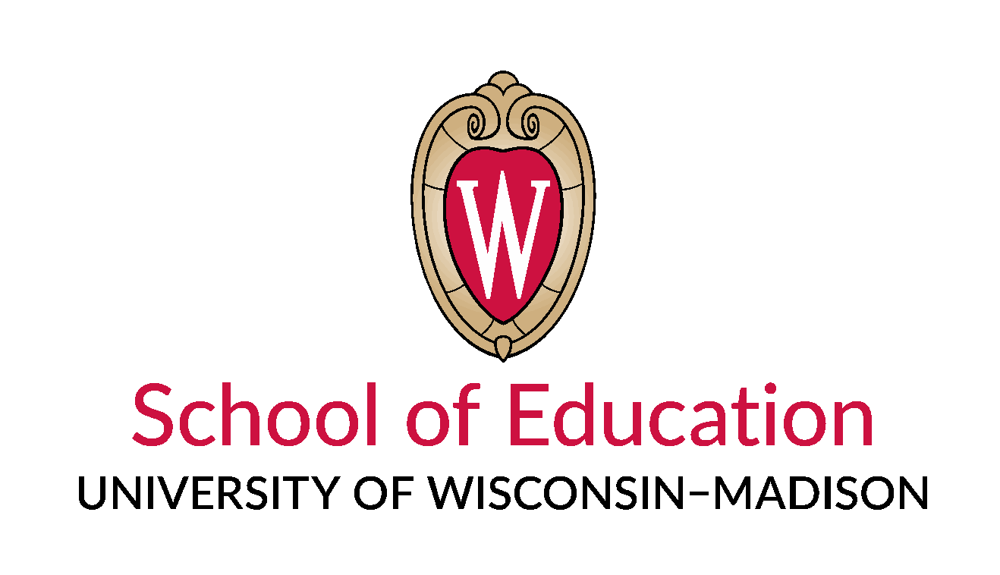 W
School of Education
UNIVERSITY OF WISCONSIN–MADISON